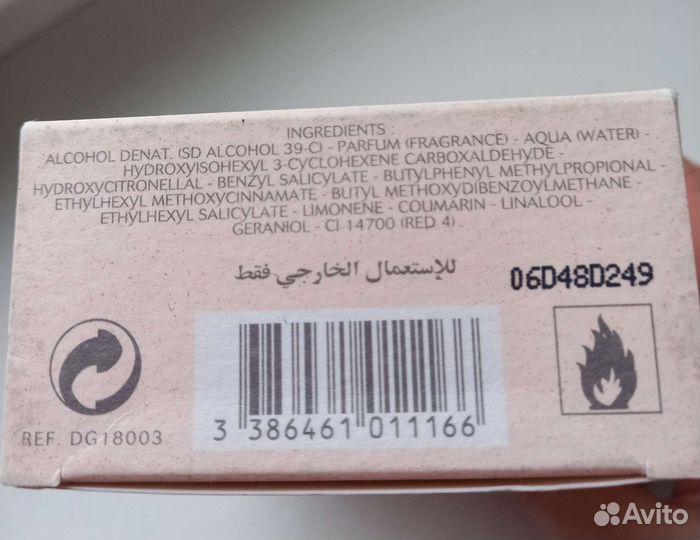 INGREDIENTS :
ALCOHOL DENAT. (SD ALCOHOL 39-C) - PARFUM (FRAGRANCE) - AQUA (WATER) -
HYDROXYISOHEXYL 3-CYCLOHEXENE CARBOXALDEHYDE -
HYDROXYCITRONELLAL - BENZYL SALICYLATE - BUTYLPHENYL METHYLPROPIONAL -
ETHYLHEXYL METHOXYCINNAMATE - BUTYL METHOXYDIBENZOYLMETHANE -
ETHYLHEXYL SALICYLATE - LIMONENE - COUMARIN - LINALOOL -
GERANIOL - CI 14700 (RED 4).
للإستعمال الخارجي فقط
06D48D249
3 386461 011166
REF. DG18003
Avito